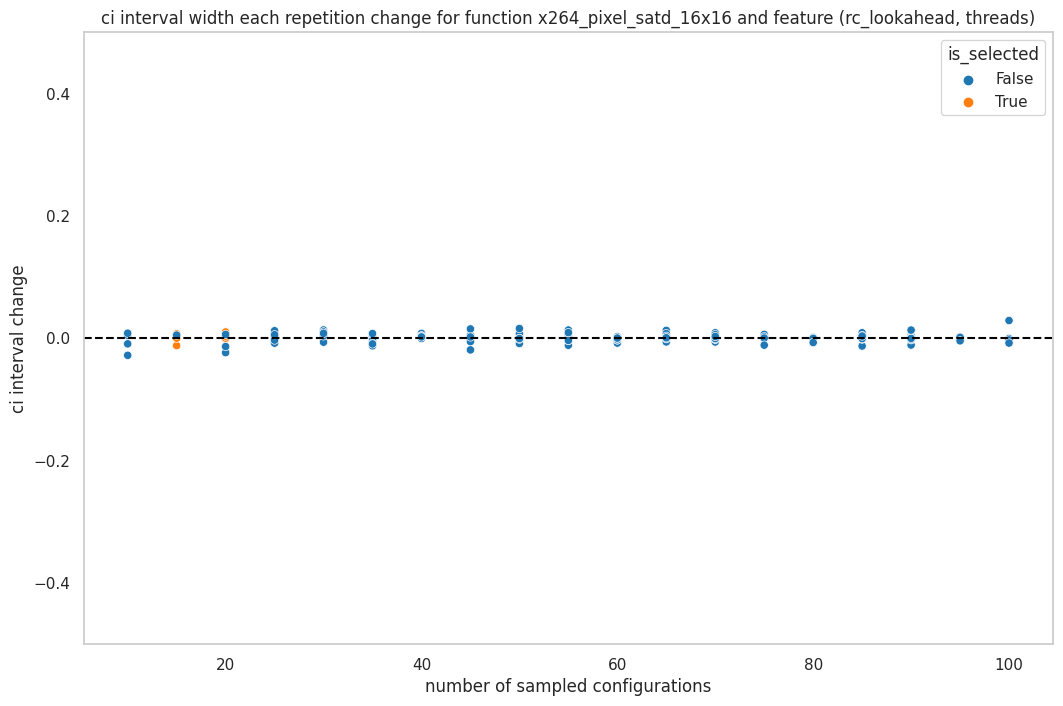 ci interval width each repetition change for function x264_pixel_satd_16x16 and feature (rc_lookahead, threads)
is_selected
False
True
0.4
0.2
0.0
−0.2
−0.4
ci interval change
20
40
60
80
100
number of sampled configurations